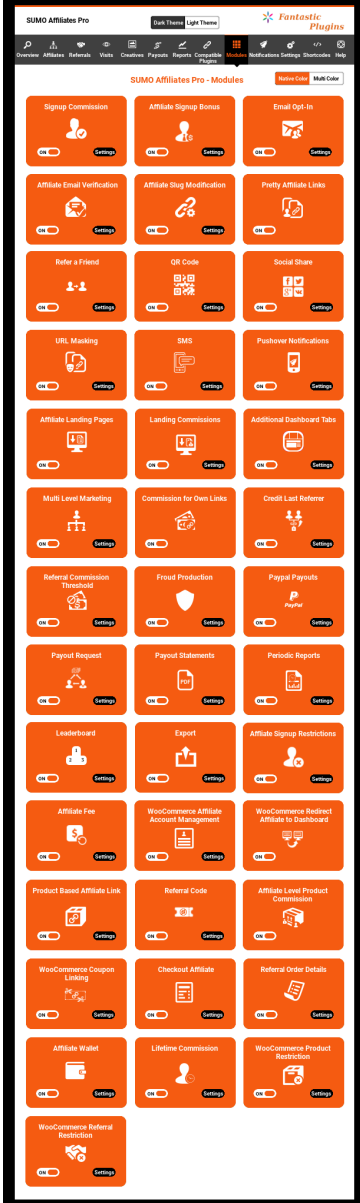 SUMO Affiliates Pro
Dark Theme Light Theme
Fantastic
Plugins
Overview Affiliates Referrals Visits Creatives Payouts Reports Compatible Plugins Modules Notifications Settings Shortcodes Help
SUMO Affiliates Pro - Modules
Native Color Multi Color
Signup Commission
ON Settings
Affiliate Signup Bonus
ON Settings
Email Opt-In
ON Settings
Affiliate Email Verification
ON Settings
Affiliate Slug Modification
ON Settings
Pretty Affiliate Links
ON
Refer a Friend
ON Settings
QR Code
ON Settings
Social Share
ON Settings
URL Masking
ON Settings
SMS
ON Settings
Pushover Notifications
ON Settings
Affiliate Landing Pages
ON Settings
Landing Commissions
ON Settings
Additional Dashboard Tabs
ON Settings
Multi Level Marketing
ON Settings
Commission for Own Links
ON Settings
Credit Last Referrer
ON Settings
Referral Commission
Threshold
ON Settings
Froud Production
ON Settings
Paypal Payouts
PayPal
ON Settings
Payout Request
ON Settings
Payout Statements
PDF
ON Settings
Periodic Reports
ON Settings
Leaderboard
1
2 3
ON Settings
Export
ON Settings
Affiliate Signup Restrictions
ON Settings
Affiliate Fee
$
ON Settings
WooCommerce Affiliate
Account Management
ON Settings
WooCommerce Redirect
Affiliate to Dashboard
ON
Product Based Affiliate Link
ON Settings
Referral Code
ON Settings
Affiliate Level Product
Commission
ON
WooCommerce Coupon
Linking
ON Settings
Checkout Affiliate
ON Settings
Referral Order Details
ON Settings
Affiliate Wallet
ON Settings
Lifetime Commission
ON Settings
WooCommerce Product
Restriction
ON Settings
WooCommerce Referral
Restriction
ON Settings